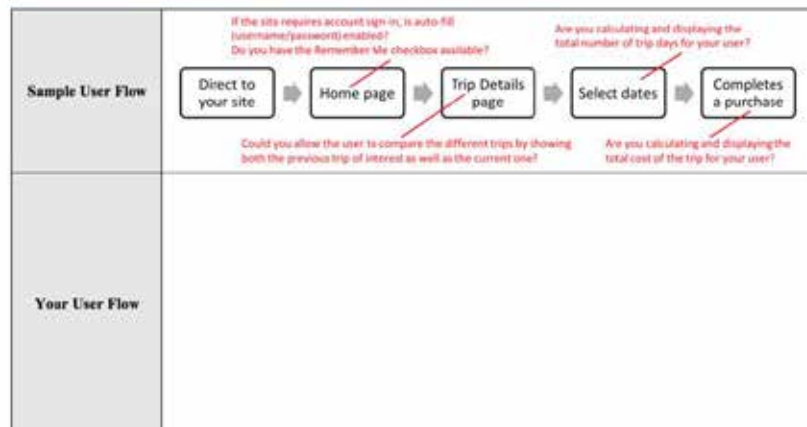 If the site requires account sign-in, is auto-fill
(username/password) enabled?
Do you have the Remember Me checkbox available?
Are you calculating and displaying the
total number of trip days for your user?
Sample User Flow
Direct to
your site
Home page
Trip Details
page
Select dates
Completes
a purchase
Could you allow the user to compare the different trips by showing
both the previous trip of interest as well as the current one?
Are you calculating and displaying the
total cost of the trip for your user?
Your User Flow